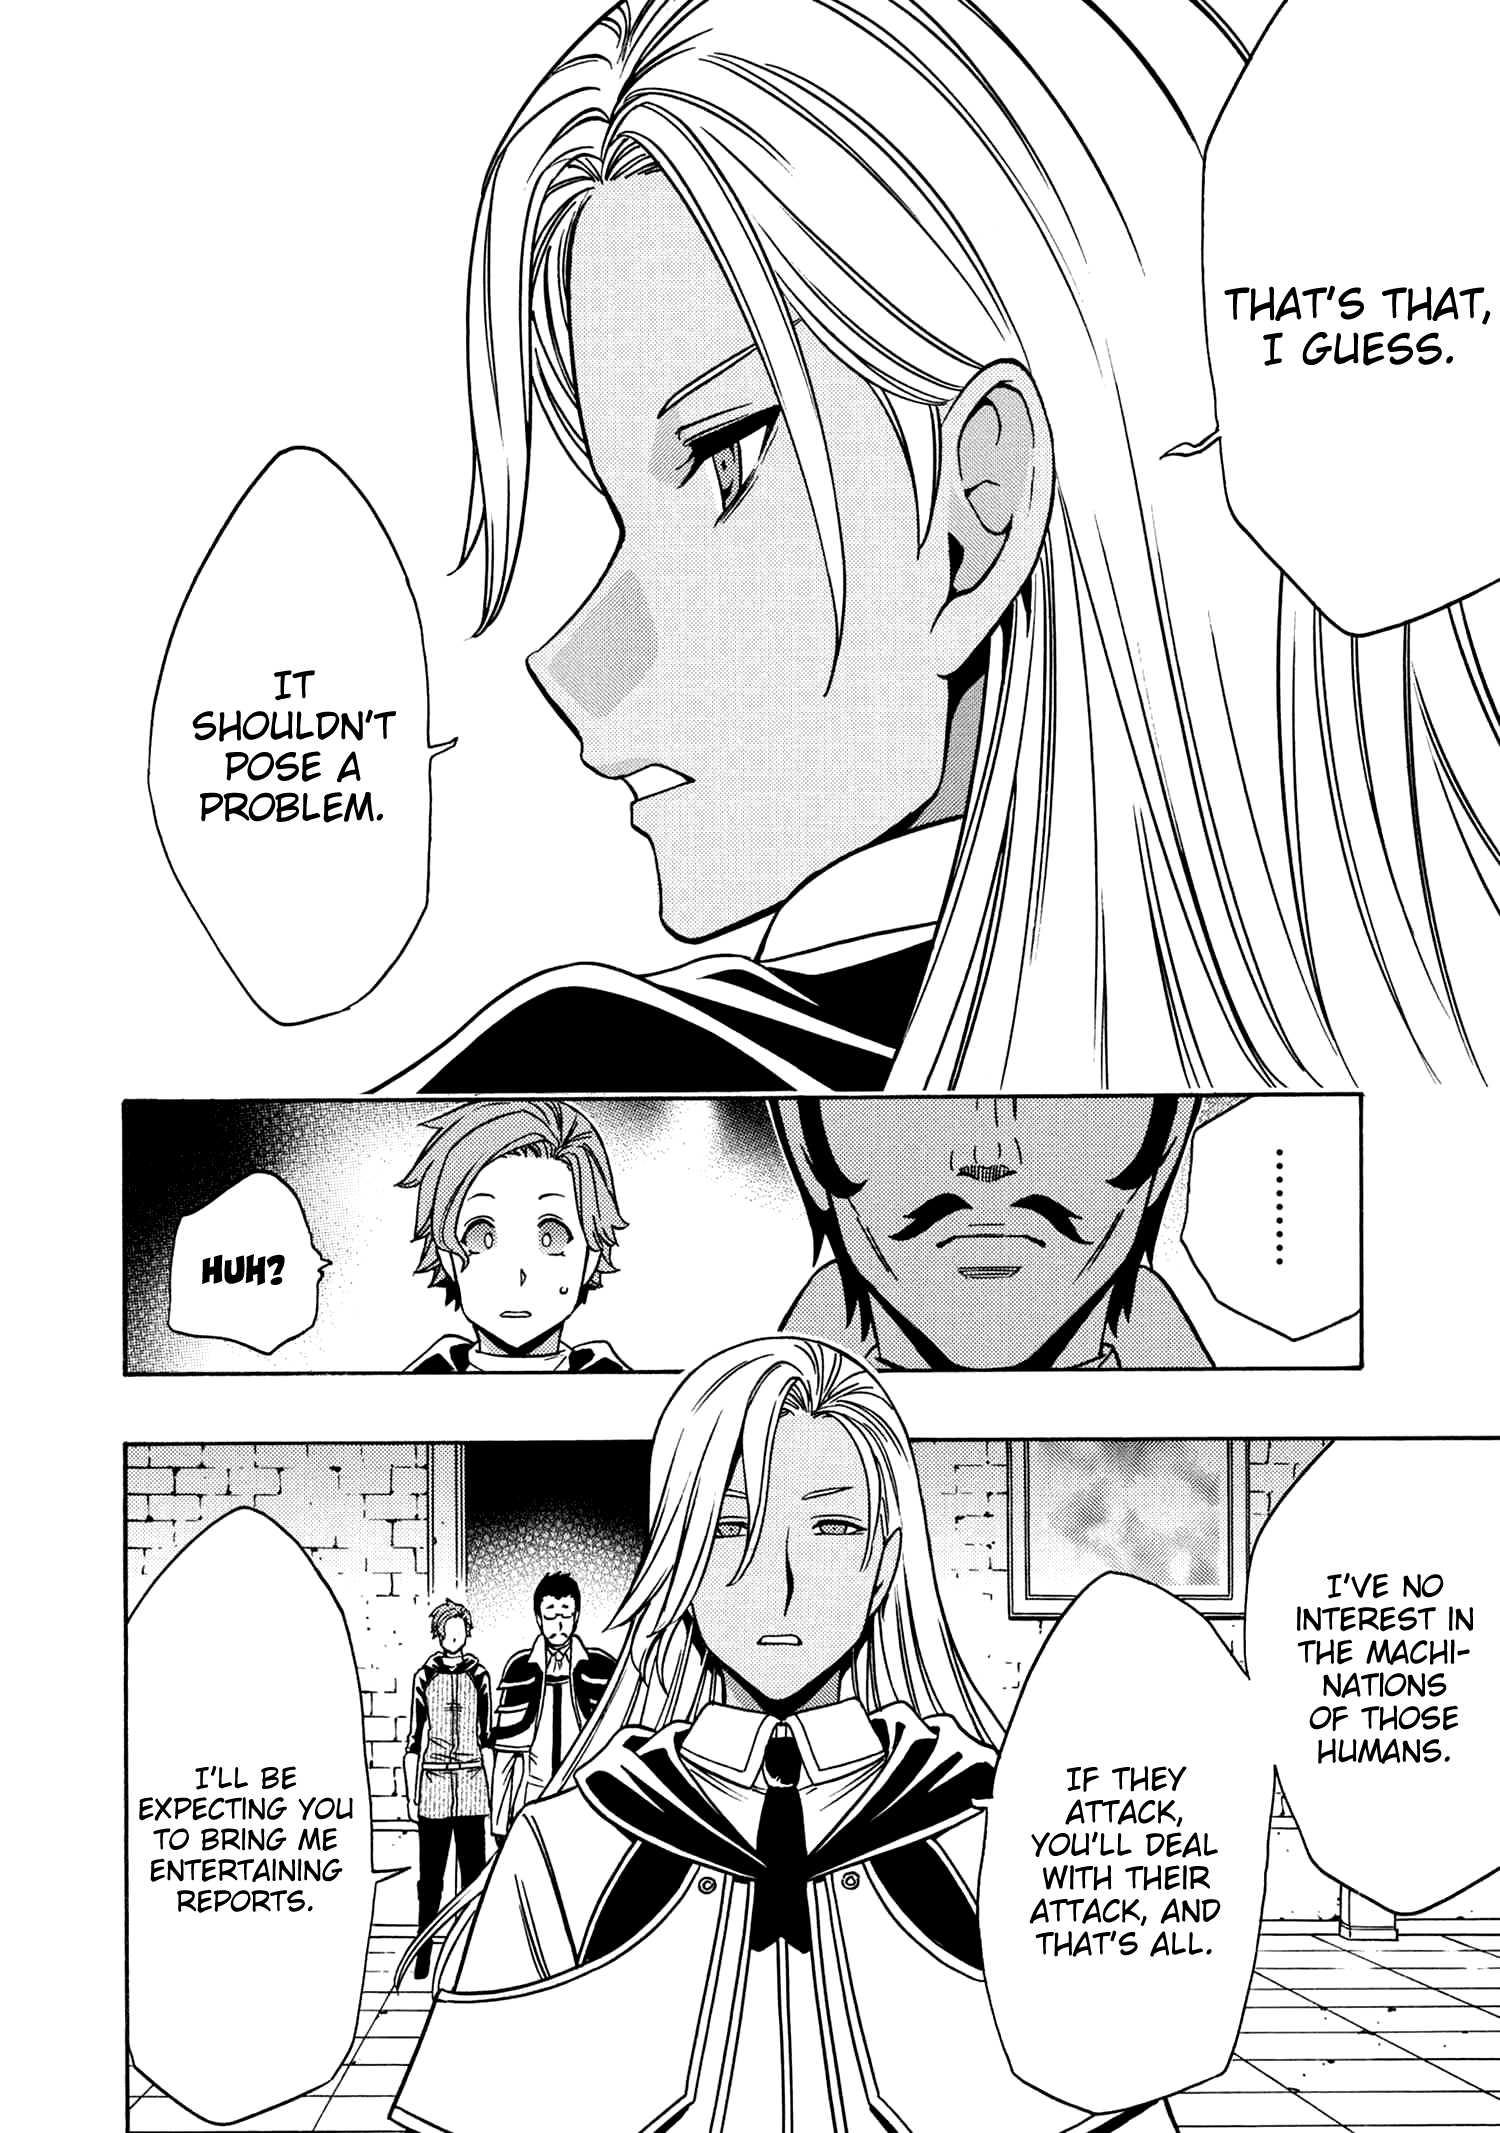 THAT'S THAT,
I GUESS.
IT
SHOULDN'T
POSE A
PROBLEM.
........
HUH?
I'VE NO
INTEREST IN
THE MACHI-
NATIONS
OF THOSE
HUMANS.
IF THEY
ATTACK,
YOU'LL DEAL
WITH THEIR
ATTACK, AND
THAT'S ALL.
I'LL BE
EXPECTING YOU
TO BRING ME
ENTERTAINING
REPORTS.